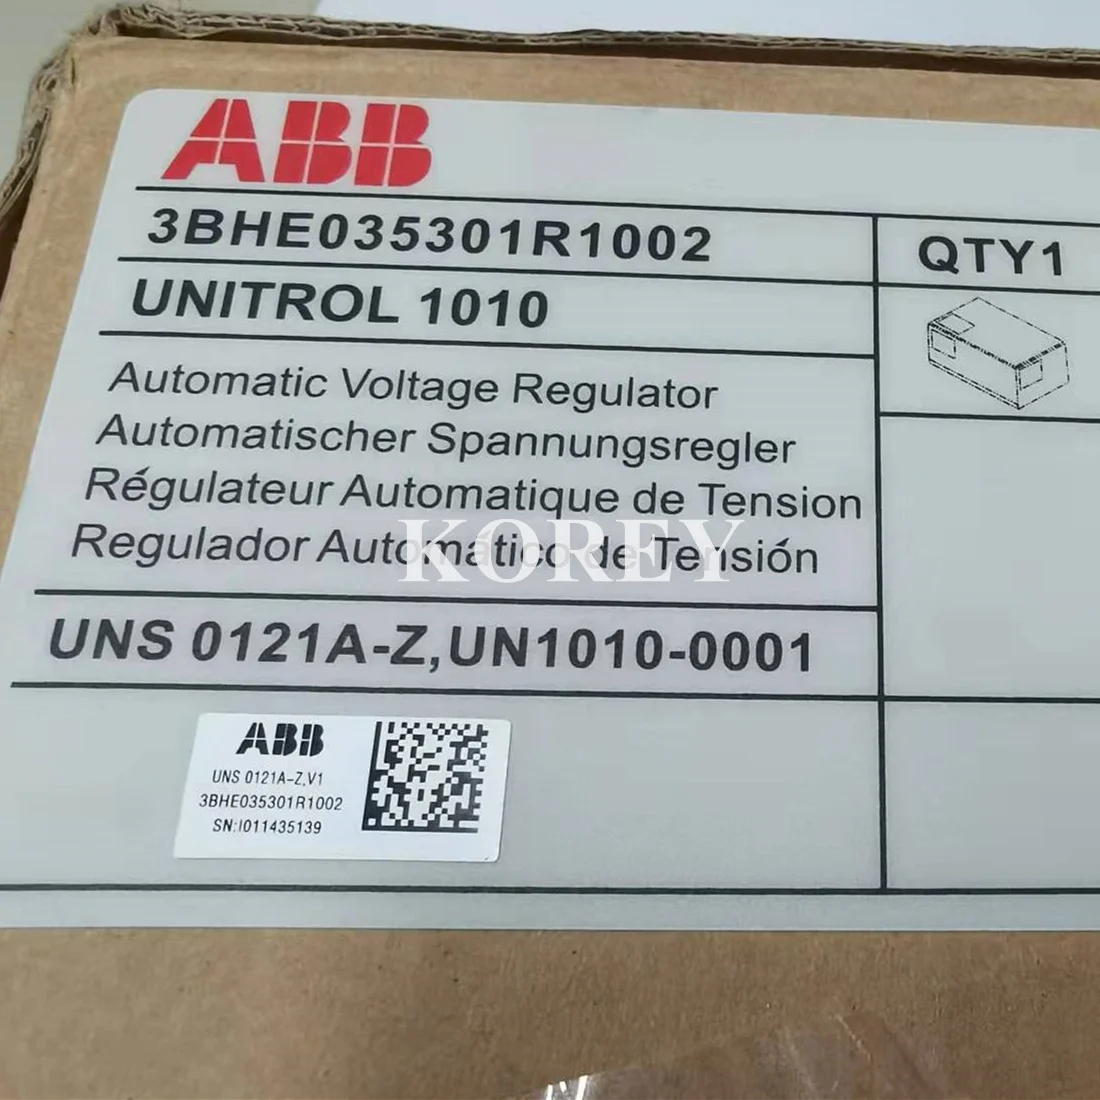 ABB
3BHE035301R1002
QTY1
UNITROL 1010
Automatic Voltage Regulator
Automatischer Spannungsregler
Régulateur Automatique de Tension
Regulador Automático de Tensión
KOREY
UNS 0121A-Z,UN1010-0001
ABB
UNS 0121A-Z,V1
3BHE035301R1002
SN:I011435139